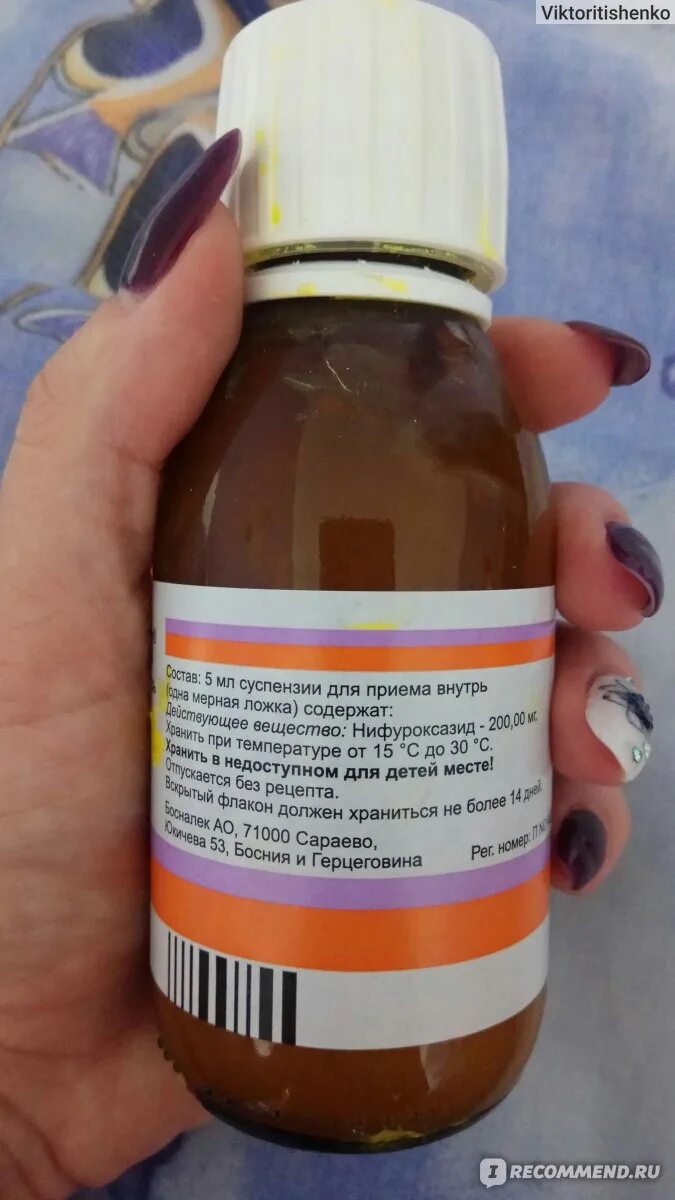 Viktoritishenko
Состав: 5 мл суспензии для приема внутрь
(одна мерная ложка) содержат:
Действующее вещество: Нифуроксазид - 200,00 мг.
Хранить при температуре от 15 °C до 30 °C.
Хранить в недоступном для детей месте!
Отпускается без рецепта.
Вскрытый флакон должен храниться не более 14 дней.
Босналек АО, 71000 Сараево,
Юкичева 53, Босния и Герцеговина
Рег. номер: П
IRECOMMEND.RU